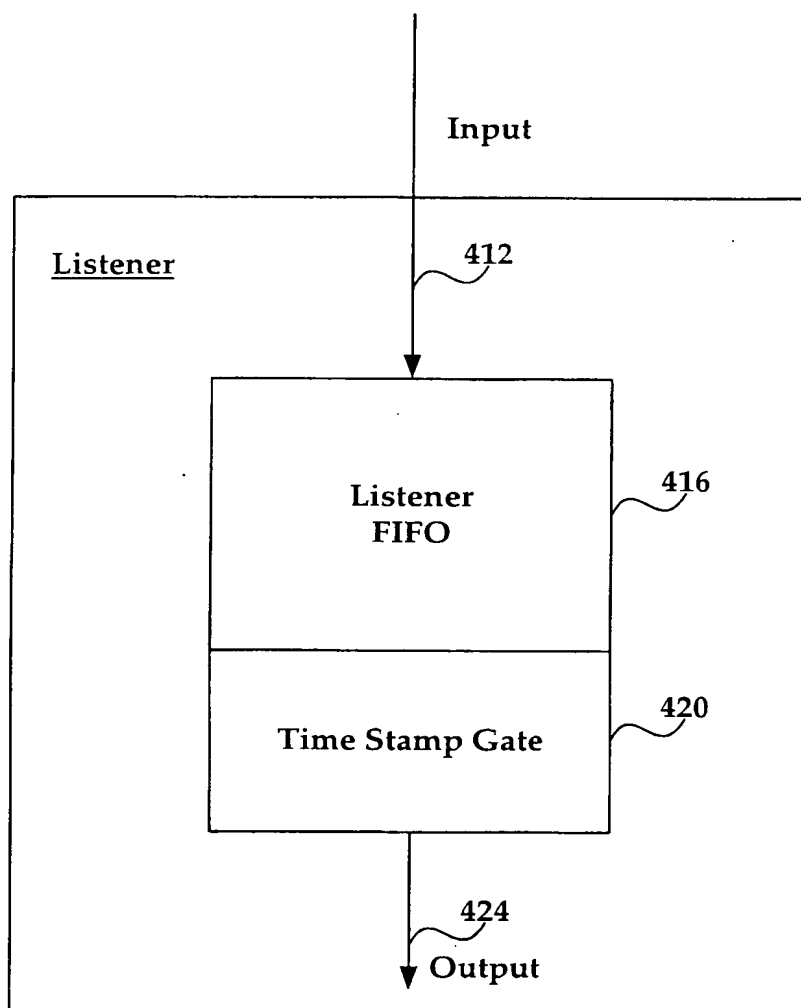 Input
Listener
412
Listener
FIFO
416
Time Stamp Gate
420
424
Output